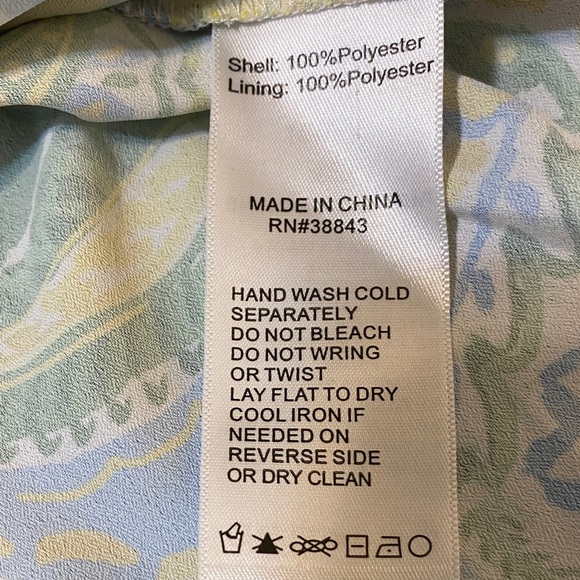 Shell: 100%Polyester
Lining: 100%Polyester
MADE IN CHINA
RN#38843
HAND WASH COLD
SEPARATELY
DO NOT BLEACH
DO NOT WRING
OR TWIST
LAY FLAT TO DRY
COOL IRON IF
NEEDED ON
REVERSE SIDE
OR DRY CLEAN